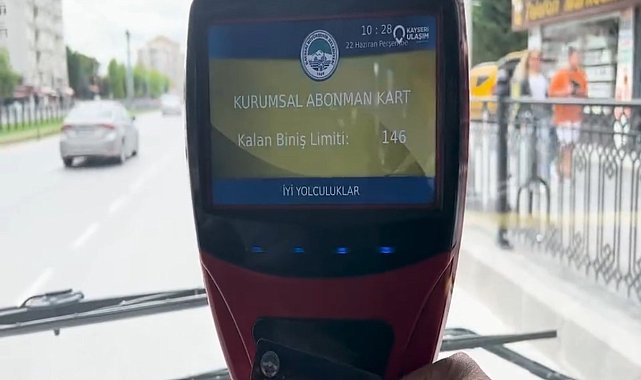 10:28
KAYSERİ
ULAŞIM
22 Haziran Perşembe
KURUMSAL ABONMAN KART
Kalan Biniş Limiti: 146
İYİ YOLCULUKLAR